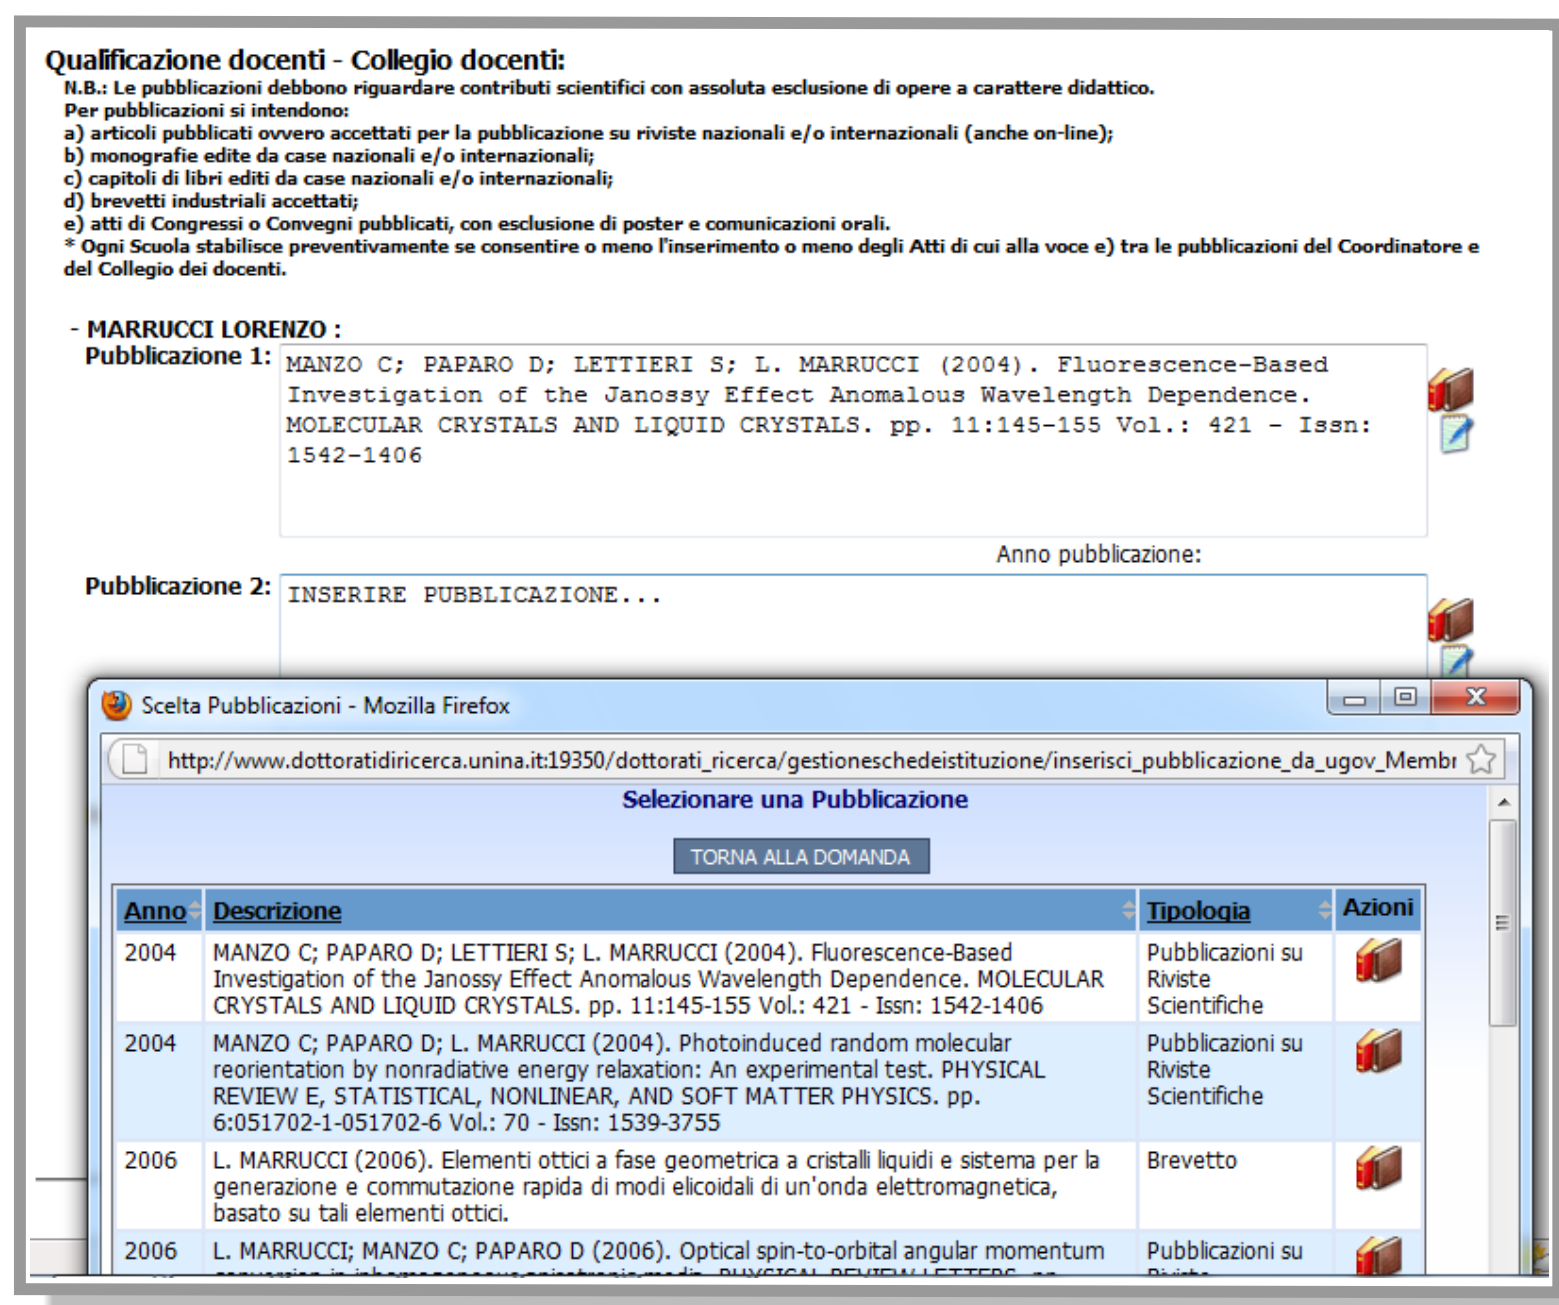 Qualificazione docenti - Collegio docenti:
N.B.: Le pubblicazioni debbono riguardare contributi scientifici con assoluta esclusione di opere a carattere didattico.
Per pubblicazioni si intendono:
a) articoli pubblicati ovvero accettati per la pubblicazione su riviste nazionali e/o internazionali (anche on-line);
b) monografie edite da case nazionali e/o internazionali;
c) capitoli di libri editi da case nazionali e/o internazionali;
d) brevetti industriali accettati;
e) atti di Congressi o Convegni pubblicati, con esclusione di poster e comunicazioni orali.
* Ogni Scuola stabilisce preventivamente se consentire o meno l'inserimento o meno degli Atti di cui alla voce e) tra le pubblicazioni del Coordinatore e
del Collegio dei docenti.
- MARRUCCI LORENZO :
Pubblicazione 1:
MANZO C; PAPARO D; LETTIERI S; L. MARRUCCI (2004). Fluorescence-Based
Investigation of the Janossy Effect Anomalous Wavelength Dependence.
MOLECULAR CRYSTALS AND LIQUID CRYSTALS. pp. 11:145-155 Vol.: 421 - Issn:
1542-1406
Anno pubblicazione:
Pubblicazione 2:
INSERIRE PUBBLICAZIONE...
Scelta Pubblicazioni - Mozilla Firefox
http://www.dottoratidiricerca.unina.it:19350/dottorati_ricerca/gestioneschedeistituzione/inserisci_pubblicazione_da_ugov_Membr
Selezionare una Pubblicazione
TORNA ALLA DOMANDA
Anno Descrizione Tipologia Azioni
2004
MANZO C; PAPARO D; LETTIERI S; L. MARRUCCI (2004). Fluorescence-Based
Investigation of the Janossy Effect Anomalous Wavelength Dependence. MOLECULAR
CRYSTALS AND LIQUID CRYSTALS. pp. 11:145-155 Vol.: 421 - Issn: 1542-1406
Pubblicazioni su
Riviste
Scientifiche
2004
MANZO C; PAPARO D; L. MARRUCCI (2004). Photoinduced random molecular
reorientation by nonradiative energy relaxation: An experimental test. PHYSICAL
REVIEW E, STATISTICAL, NONLINEAR, AND SOFT MATTER PHYSICS. pp.
6:051702-1-051702-6 Vol.: 70 - Issn: 1539-3755
Pubblicazioni su
Riviste
Scientifiche
2006
L. MARRUCCI (2006). Elementi ottici a fase geometrica a cristalli liquidi e sistema per la
generazione e commutazione rapida di modi elicoidali di un'onda elettromagnetica,
basato su tali elementi ottici.
Brevetto
2006
L. MARRUCCI; MANZO C; PAPARO D (2006). Optical spin-to-orbital angular momentum
Pubblicazioni su